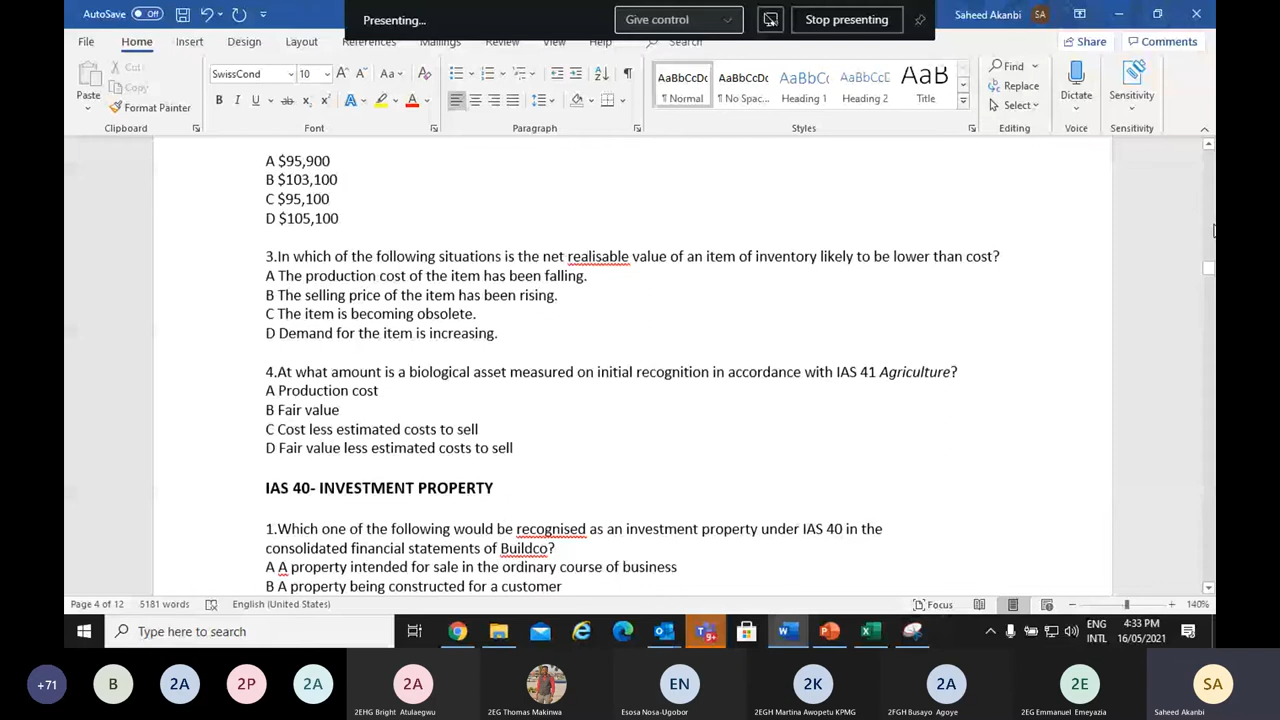 AutoSave Off
Presenting...
Give control
Stop presenting
Saheed Akanbi
SA
File
Home
Insert
Design
Layout
References
Mailings
Review
View
Help
Search
Share
Comments
Paste
Cut
Copy
Format Painter
Clipboard
SwissCond
10
Font
Paragraph
AaBbCcDc
¶ Normal
AaBbCcDc
¶ No Spac...
AaBbCc
Heading 1
AaBbCcE
Heading 2
AaB
Title
Styles
Find
Replace
Select
Editing
Dictate
Voice
Sensitivity
Sensitivity
A $95,900
B $103,100
C $95,100
D $105,100
3.In which of the following situations is the net realisable value of an item of inventory likely to be lower than cost?
A The production cost of the item has been falling.
B The selling price of the item has been rising.
C The item is becoming obsolete.
D Demand for the item is increasing.
4.At what amount is a biological asset measured on initial recognition in accordance with IAS 41 Agriculture?
A Production cost
B Fair value
C Cost less estimated costs to sell
D Fair value less estimated costs to sell
IAS 40- INVESTMENT PROPERTY
1.Which one of the following would be recognised as an investment property under IAS 40 in the
consolidated financial statements of Buildco?
A A property intended for sale in the ordinary course of business
B A property being constructed for a customer
Page 4 of 12
5181 words
English (United States)
Focus
140%
Type here to search
ENG
INTL
4:33 PM
16/05/2021
+71
B
2A
2P
2A
2A
EN
2K
2A
2E
SA
2EHG Bright Atulaegwu
2EG Thomas Makinwa
Esosa Nosa-Ugobor
2EGH Martina Awopetu KPMG
2FGH Busayo Agoye
2EG Emmanuel Emeyazia
Saheed Akanbi